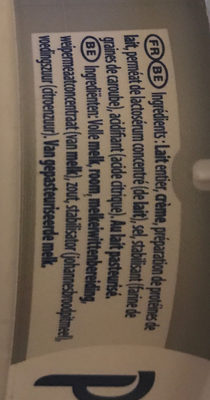 FR BE Ingrédients : Lait entier, crème, préparation de protéines de
lait, perméat de lactosérum concentré (de lait), sel, stabilisant (farine de
graines de caroube), acidifiant (acide citrique). Au lait pasteurisé.
BE Ingrediënten: Volle melk, room, melkeiwittenbereiding,
weipermeaatconcentraat (van melk), zout, stabilisator (johannesbroodpitmeel),
voedingszuur (citroenzuur). Van gepasteuriseerde melk.